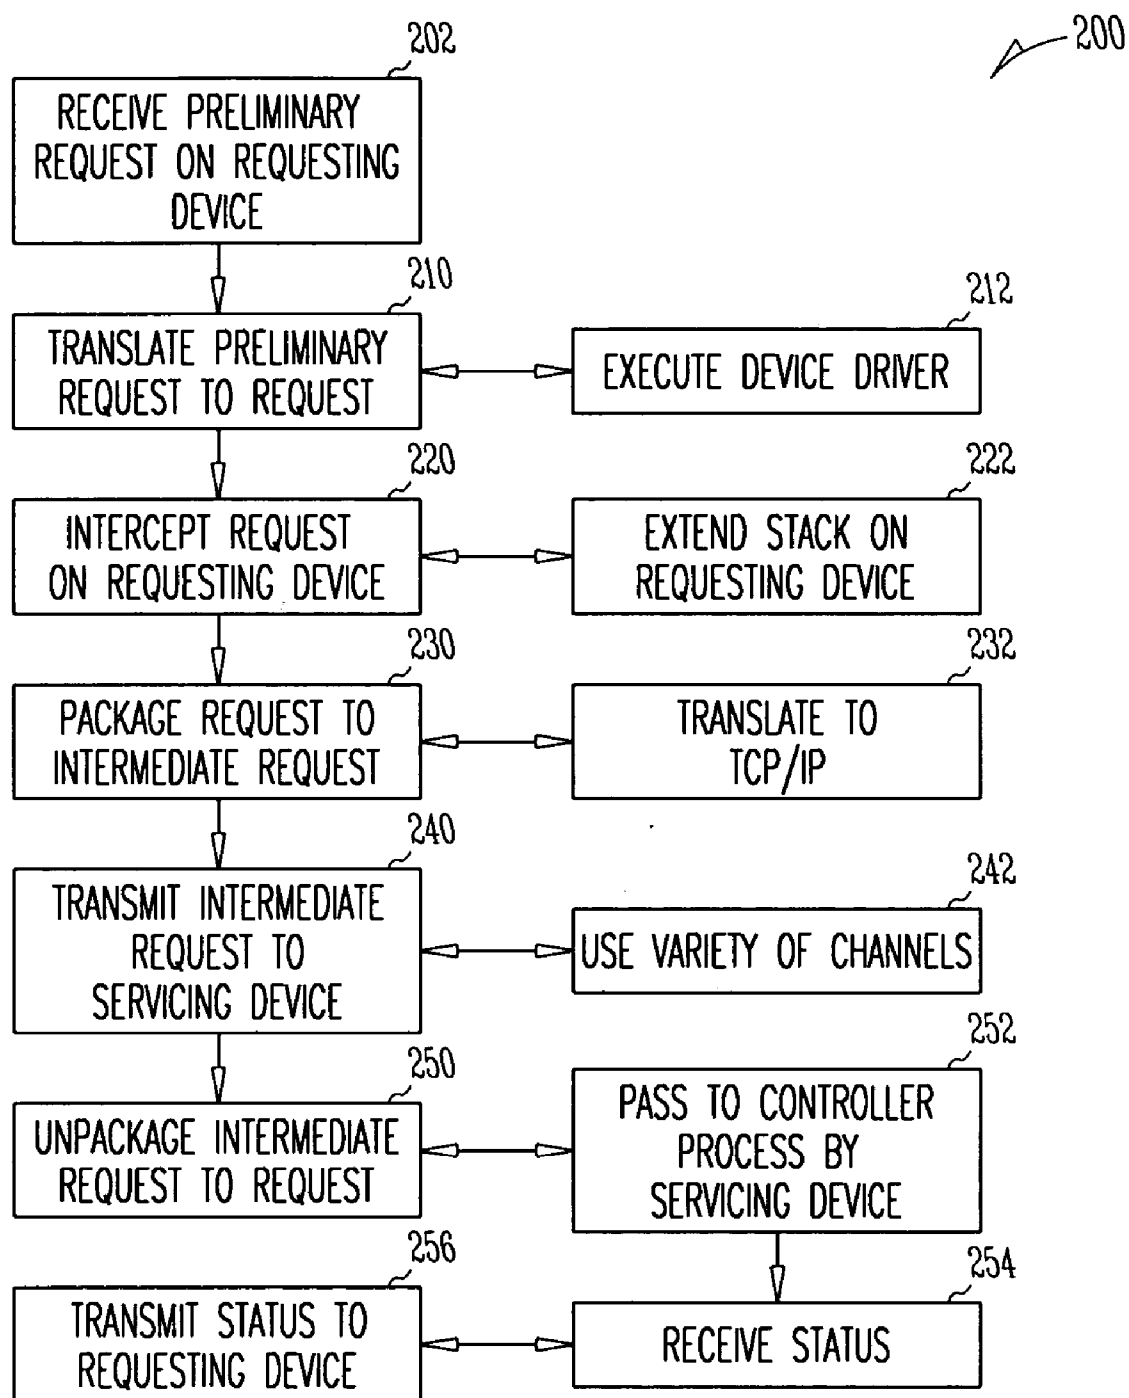 200
202
RECEIVE PRELIMINARY
REQUEST ON REQUESTING
DEVICE
210
TRANSLATE PRELIMINARY
REQUEST TO REQUEST
212
EXECUTE DEVICE DRIVER
220
INTERCEPT REQUEST
ON REQUESTING DEVICE
222
EXTEND STACK ON
REQUESTING DEVICE
230
PACKAGE REQUEST TO
INTERMEDIATE REQUEST
232
TRANSLATE TO
TCP/IP
240
TRANSMIT INTERMEDIATE
REQUEST TO
SERVICING DEVICE
242
USE VARIETY OF CHANNELS
250
UNPACKAGE INTERMEDIATE
REQUEST TO REQUEST
252
PASS TO CONTROLLER
PROCESS BY
SERVICING DEVICE
256
TRANSMIT STATUS TO
REQUESTING DEVICE
254
RECEIVE STATUS